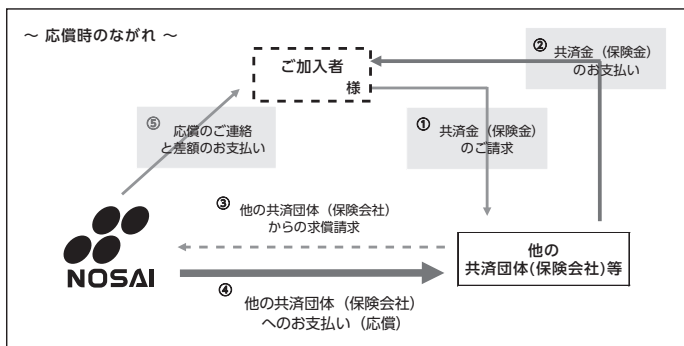 ～ 応償時のながれ ～
ご加入者
様
② 共済金（保険金）
のお支払い
① 共済金（保険金）
のご請求
⑤ 応償のご連絡
と差額のお支払い
③ 他の共済団体（保険会社）
からの求償請求
NOSAI
他の
共済団体(保険会社)等
④ 他の共済団体（保険会社）
へのお支払い（応償）